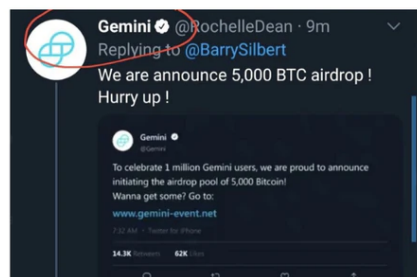 Gemini @RochelleDean · 9m
Replying to @BarrySilbert
We are announce 5,000 BTC airdrop !
Hurry up !
Gemini
@Gemini
To celebrate 1 million Gemini users, we are proud to announce
initiating the airdrop pool of 5,000 Bitcoin!
Wanna get some? Go to:
www.gemini-event.net
7:32 AM · Twitter for iPhone
14.3K Retweets 62K Likes